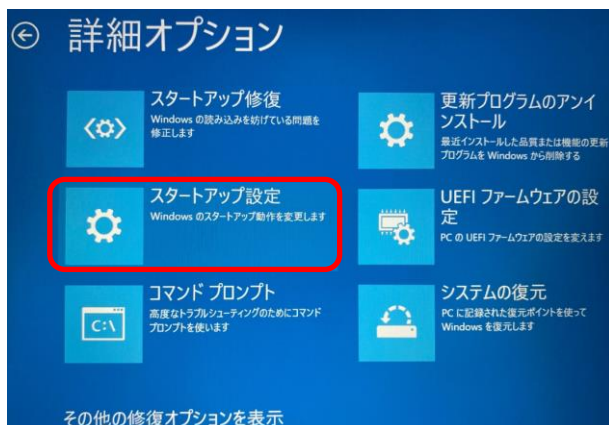 詳細オプション
スタートアップ修復
Windows の読み込みを妨げている問題を
修正します
更新プログラムのアンイ
ンストール
最近インストールした品質または機能の更新
プログラムを Windows から削除する
スタートアップ設定
Windows のスタートアップ動作を変更します
UEFI ファームウェアの設
定
PC の UEFI ファームウェアの設定を変えます
コマンド プロンプト
高度なトラブルシューティングのためにコマンド
プロンプトを使います
C:\
システムの復元
PC に記録された復元ポイントを使って
Windows を復元します
その他の修復オプションを表示